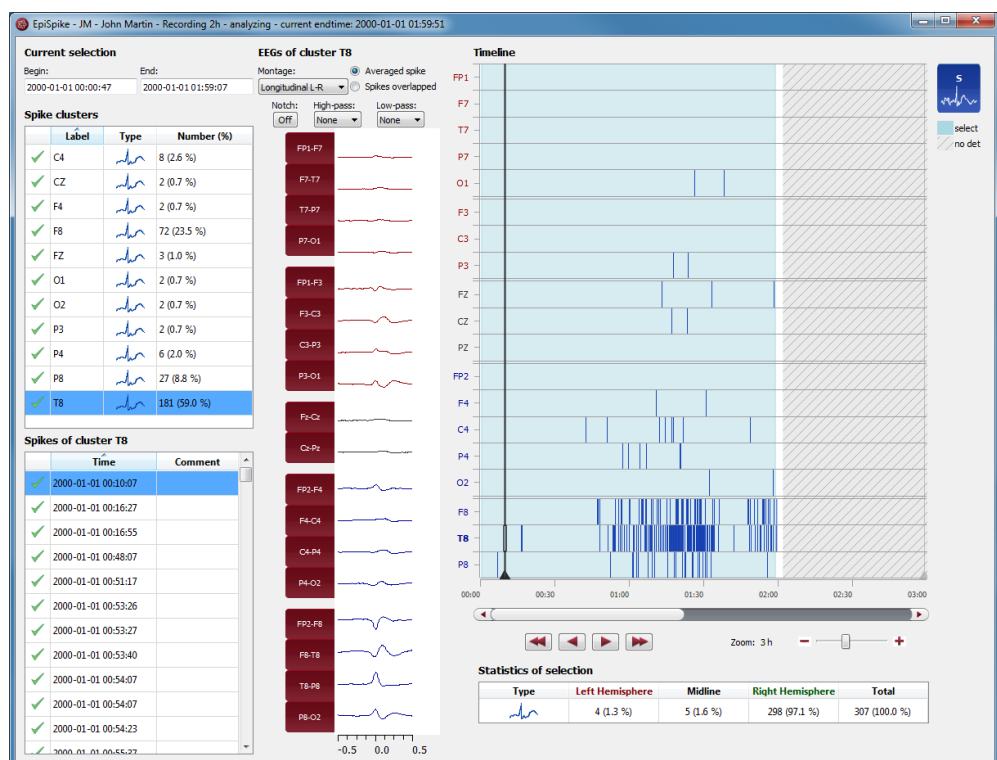 EpiSpike - JM - John Martin - Recording 2h - analyzing - current endtime: 2000-01-01 01:59:51
Current selection
Begin: End:
2000-01-01 00:00:47 2000-01-01 01:59:07
Spike clusters
Label Type Number (%)
C4 8 (2.6 %)
CZ 2 (0.7 %)
F4 2 (0.7 %)
F8 72 (23.5 %)
FZ 3 (1.0 %)
O1 2 (0.7 %)
O2 2 (0.7 %)
P3 2 (0.7 %)
P4 6 (2.0 %)
P8 27 (8.8 %)
T8 181 (59.0 %)
Spikes of cluster T8
Time Comment
2000-01-01 00:10:07
2000-01-01 00:16:27
2000-01-01 00:16:55
2000-01-01 00:48:07
2000-01-01 00:51:17
2000-01-01 00:53:26
2000-01-01 00:53:27
2000-01-01 00:53:40
2000-01-01 00:54:07
2000-01-01 00:54:07
2000-01-01 00:54:23
2000-01-01 00:55:27
EEGs of cluster T8
Montage: Averaged spike
Longitudinal L-R Spikes overlapped
Notch: High-pass: Low-pass:
Off None None
FP1-F7
F7-T7
T7-P7
P7-O1
FP1-F3
F3-C3
C3-P3
P3-O1
Fz-Cz
Cz-Pz
FP2-F4
F4-C4
C4-P4
P4-O2
FP2-F8
F8-T8
T8-P8
P8-O2
-0.5 0.0 0.5
Timeline
FP1
F7
T7
P7
O1
F3
C3
P3
FZ
CZ
PZ
FP2
F4
C4
P4
O2
F8
T8
P8
00:00 00:30 01:00 01:30 02:00 02:30 03:00
S
select
no det
Zoom: 3 h
Statistics of selection
Type Left Hemisphere Midline Right Hemisphere Total
4 (1.3 %) 5 (1.6 %) 298 (97.1 %) 307 (100.0 %)